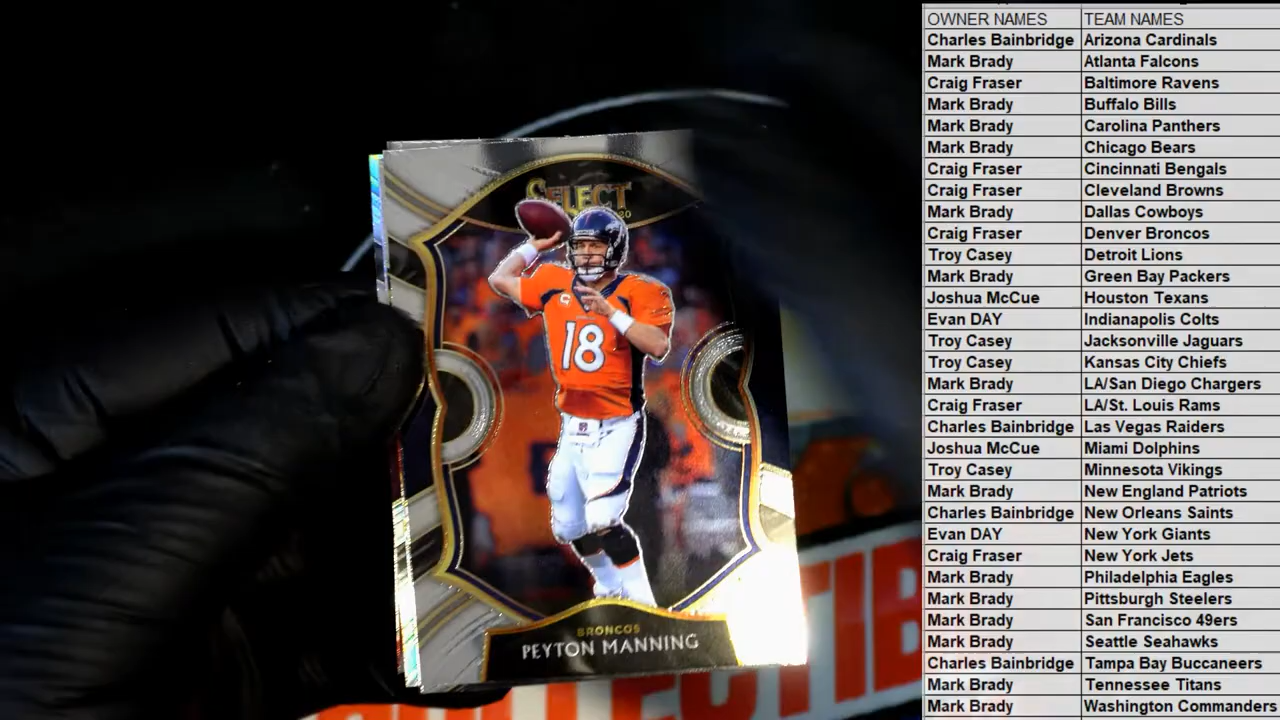 SELECT
20
18
BRONCOS
PEYTON MANNING
OWNER NAMES TEAM NAMES
Charles Bainbridge Arizona Cardinals
Mark Brady Atlanta Falcons
Craig Fraser Baltimore Ravens
Mark Brady Buffalo Bills
Mark Brady Carolina Panthers
Mark Brady Chicago Bears
Craig Fraser Cincinnati Bengals
Craig Fraser Cleveland Browns
Mark Brady Dallas Cowboys
Craig Fraser Denver Broncos
Troy Casey Detroit Lions
Mark Brady Green Bay Packers
Joshua McCue Houston Texans
Evan DAY Indianapolis Colts
Troy Casey Jacksonville Jaguars
Troy Casey Kansas City Chiefs
Mark Brady LA/San Diego Chargers
Craig Fraser LA/St. Louis Rams
Charles Bainbridge Las Vegas Raiders
Joshua McCue Miami Dolphins
Troy Casey Minnesota Vikings
Mark Brady New England Patriots
Charles Bainbridge New Orleans Saints
Evan DAY New York Giants
Craig Fraser New York Jets
Mark Brady Philadelphia Eagles
Mark Brady Pittsburgh Steelers
Mark Brady San Francisco 49ers
Mark Brady Seattle Seahawks
Charles Bainbridge Tampa Bay Buccaneers
Mark Brady Tennessee Titans
Mark Brady Washington Commanders